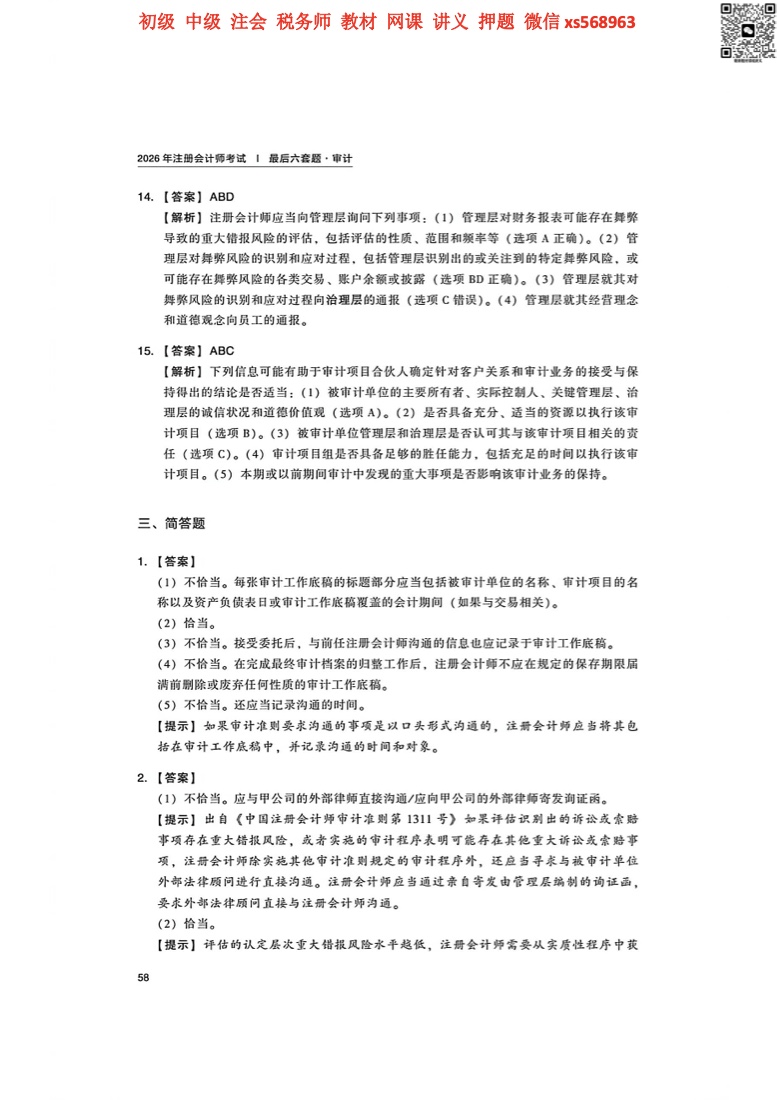 初级 中级 注会 税务师 教材 网课 讲义 押题 微信 xs568963
2026 年注册会计师考试 | 最后六套题·审计
14. 【答案】ABD
【解析】注册会计师应当向管理层询问下列事项：(1) 管理层对财务报表可能存在舞弊
导致的重大错报风险的评估，包括评估的性质、范围和频率等（选项 A 正确）。(2) 管
理层对舞弊风险的识别和应对过程，包括管理层识别出的或关注到的特定舞弊风险，或
可能存在舞弊风险的各类交易、账户余额或披露（选项 BD 正确）。(3) 管理层就其对
舞弊风险的识别和应对过程向治理层的通报（选项 C 错误）。(4) 管理层就其经营理念
和道德观念向员工的通报。
15. 【答案】ABC
【解析】下列信息可能有助于审计项目合伙人确定针对客户关系和审计业务的接受与保
持得出的结论是否适当：(1) 被审计单位的主要所有者、实际控制人、关键管理层、治
理层的诚信状况和道德价值观（选项 A）。(2) 是否具备充分、适当的资源以执行该审
计项目（选项 B）。(3) 被审计单位管理层和治理层是否认可其与该审计项目相关的责
任（选项 C）。(4) 审计项目组是否具备足够的胜任能力，包括充足的时间以执行该审
计项目。(5) 本期或以前期间审计中发现的重大事项是否影响该审计业务的保持。
三、简答题
1. 【答案】
(1) 不恰当。每张审计工作底稿的标题部分应当包括被审计单位的名称、审计项目的名
称以及资产负债表日或审计工作底稿覆盖的会计期间（如果与交易相关）。
(2) 恰当。
(3) 不恰当。接受委托后，与前任注册会计师沟通的信息也应记录于审计工作底稿。
(4) 不恰当。在完成最终审计档案的归整工作后，注册会计师不应在规定的保存期限届
满前删除或废弃任何性质的审计工作底稿。
(5) 不恰当。还应当记录沟通的时间。
【提示】如果审计准则要求沟通的事项是以口头形式沟通的，注册会计师应当将其包
括在审计工作底稿中，并记录沟通的时间和对象。
2. 【答案】
(1) 不恰当。应与甲公司的外部律师直接沟通/应向甲公司的外部律师寄发询证函。
【提示】出自《中国注册会计师审计准则第 1311 号》如果评估识别出的诉讼或索赔
事项存在重大错报风险，或者实施的审计程序表明可能存在其他重大诉讼或索赔事
项，注册会计师除实施其他审计准则规定的审计程序外，还应当寻求与被审计单位
外部法律顾问进行直接沟通。注册会计师应当通过亲自寄发由管理层编制的询证函，
要求外部法律顾问直接与注册会计师沟通。
(2) 恰当。
【提示】评估的认定层次重大错报风险水平越低，注册会计师需要从实质性程序中获
58